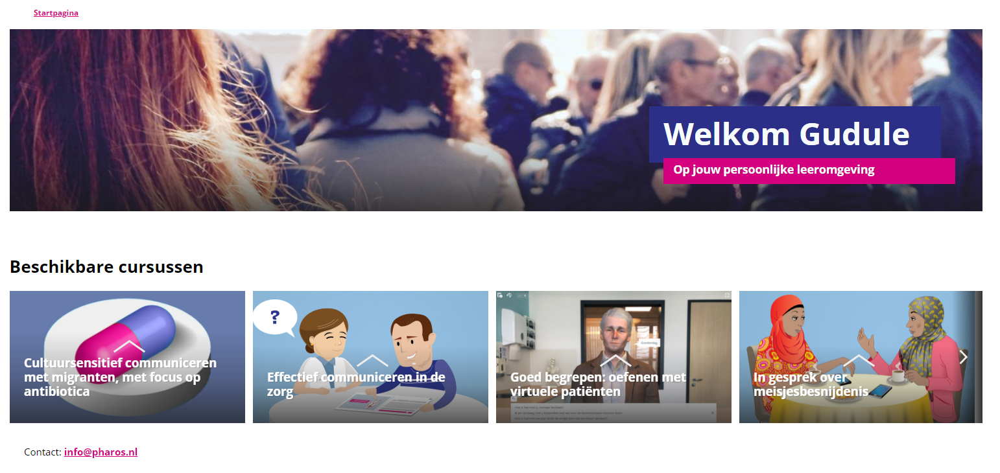 Startpagina
Welkom Gudule
Op jouw persoonlijke leeromgeving
Beschikbare cursussen
Cultuursensitief communiceren
met migranten, met focus op
antibiotica
?
Effectief communiceren in de
zorg
Goed begrepen: oefenen met
virtuele patiënten
In gesprek over
meisjesbesnijdenis
Contact: info@pharos.nl